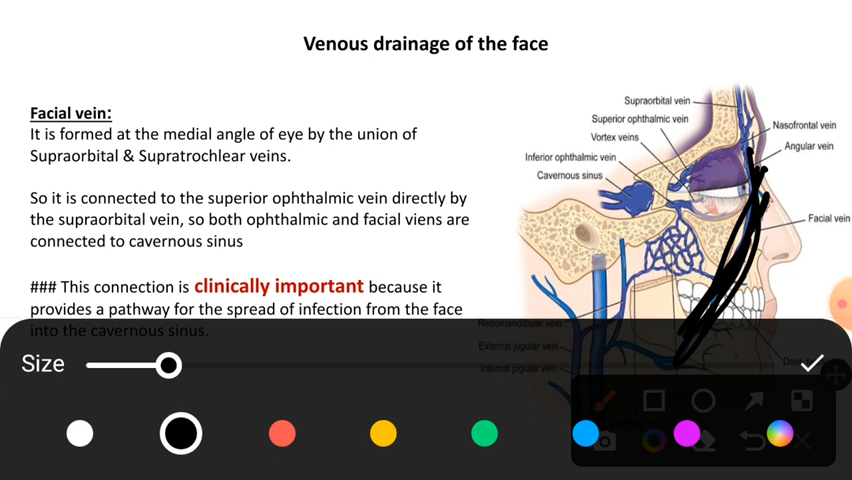 Venous drainage of the face
Facial vein:
It is formed at the medial angle of eye by the union of
Supraorbital & Supratrochlear veins.
So it is connected to the superior ophthalmic vein directly by
the supraorbital vein, so both ophthalmic and facial viens are
connected to cavernous sinus
### This connection is clinically important because it
provides a pathway for the spread of infection from the face
into the cavernous sinus.
Supraorbital vein
Superior ophthalmic vein
Vortex veins
Inferior ophthalmic vein
Cavernous sinus
Nasofrontal vein
Angular vein
Facial vein
Retromandibular vein
External jugular vein
Internal jugular vein
Size